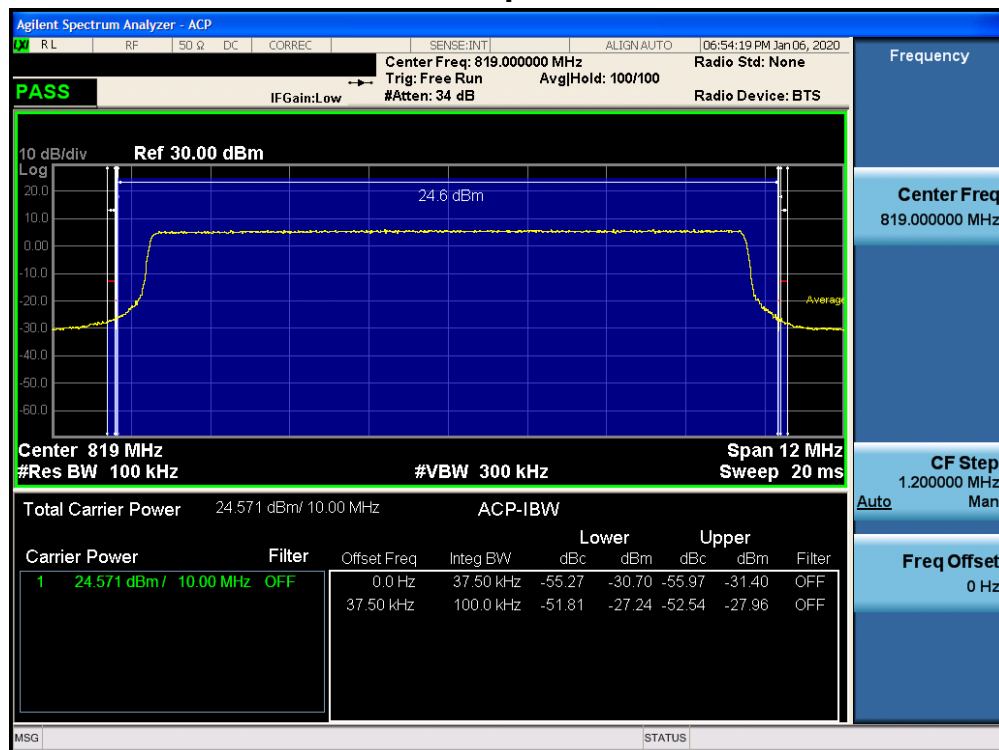 Agilent Spectrum Analyzer - ACP
LXI RL RF 50 Ω DC CORREC SENSE:INT ALIGN AUTO 06:54:19 PM Jan 06, 2020
Center Freq: 819.000000 MHz Radio Std: None
Trig: Free Run Avg|Hold: 100/100
PASS IFGain:Low #Atten: 34 dB Radio Device: BTS
10 dB/div Ref 30.00 dBm
Log
20.0
24.6 dBm
10.0
0.00
-10.0
-20.0
Average
-30.0
-40.0
-50.0
-60.0
Center 819 MHz Span 12 MHz
#Res BW 100 kHz #VBW 300 kHz Sweep 20 ms
Total Carrier Power 24.571 dBm/ 10.00 MHz ACP-IBW
Lower Upper
Carrier Power Filter Offset Freq Integ BW dBc dBm dBc dBm Filter
1 24.571 dBm / 10.00 MHz OFF 0.0 Hz 37.50 kHz -55.27 -30.70 -55.97 -31.40 OFF
37.50 kHz 100.0 kHz -51.81 -27.24 -52.54 -27.96 OFF
MSG STATUS
Frequency
Center Freq
819.000000 MHz
CF Step
1.200000 MHz
Auto Man
Freq Offset
0 Hz